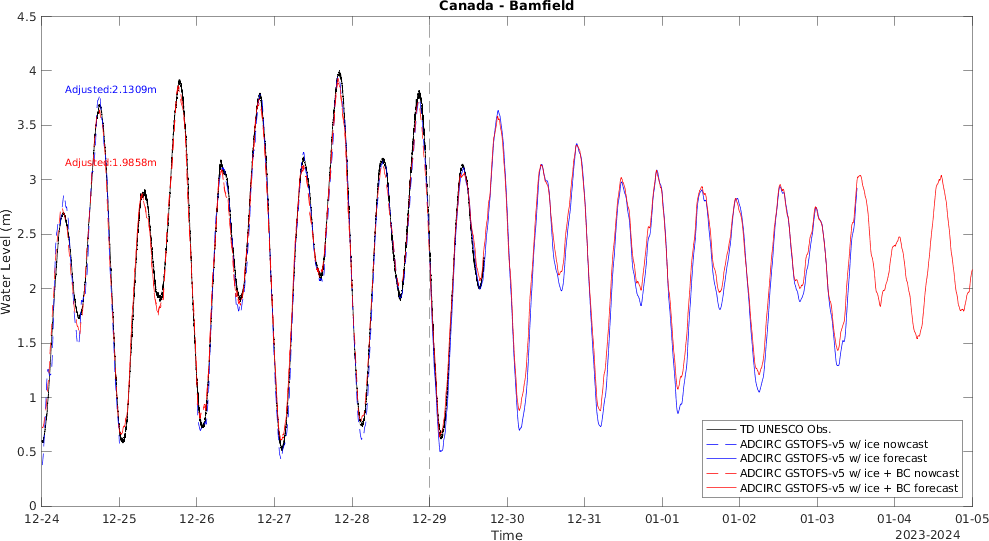 Canada - Bamfield
4.5
4
3.5
3
2.5
2
1.5
1
0.5
0
Water Level (m)
Adjusted:2.1309m
Adjusted:1.9858m
TD UNESCO Obs.
ADCIRC GSTOFS-v5 w/ ice nowcast
ADCIRC GSTOFS-v5 w/ ice forecast
ADCIRC GSTOFS-v5 w/ ice + BC nowcast
ADCIRC GSTOFS-v5 w/ ice + BC forecast
12-24 12-25 12-26 12-27 12-28 12-29 12-30 12-31 01-01 01-02 01-03 01-04 01-05
Time
2023-2024